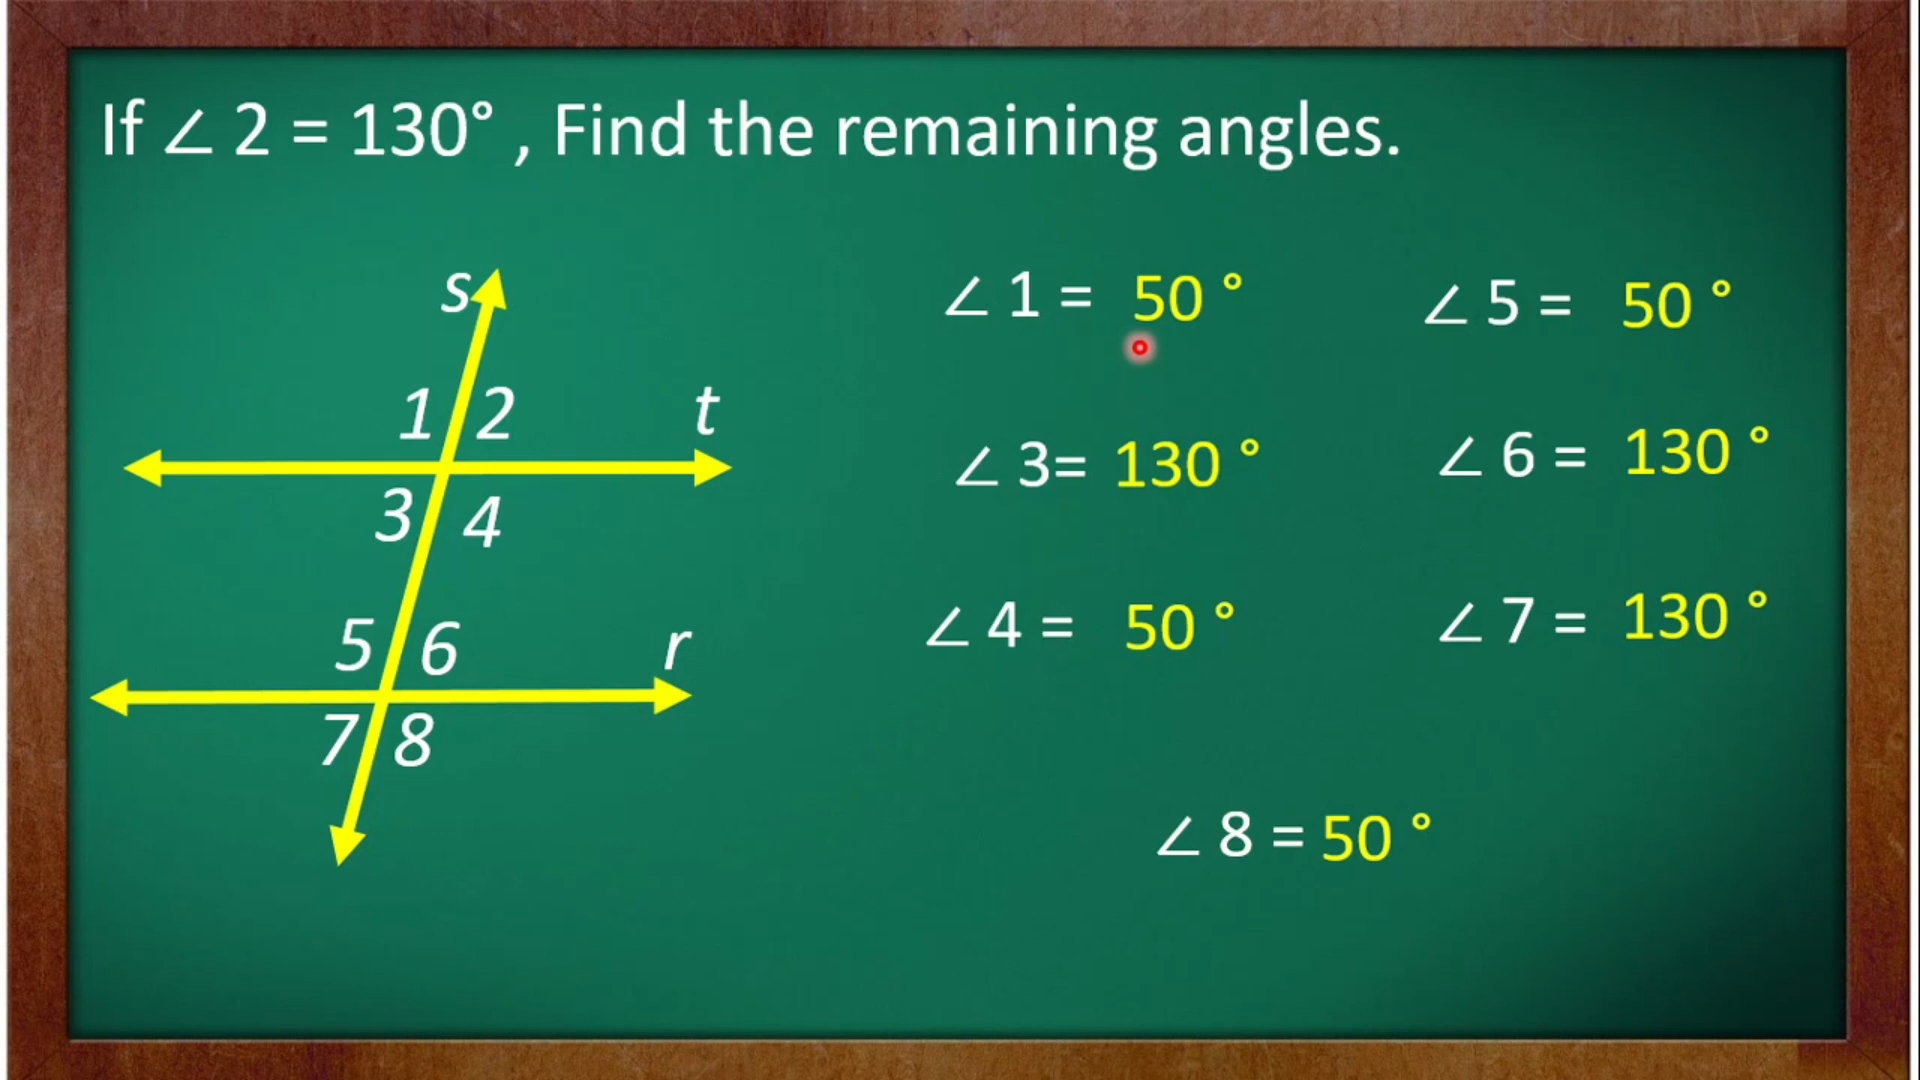 If ∠ 2 = 130° , Find the remaining angles.
s
1 2
t
3 4
5 6
r
7 8
∠ 1 = 50 °
∠ 3= 130 °
∠ 4 = 50 °
∠ 5 = 50 °
∠ 6 = 130 °
∠ 7 = 130 °
∠ 8 = 50 °